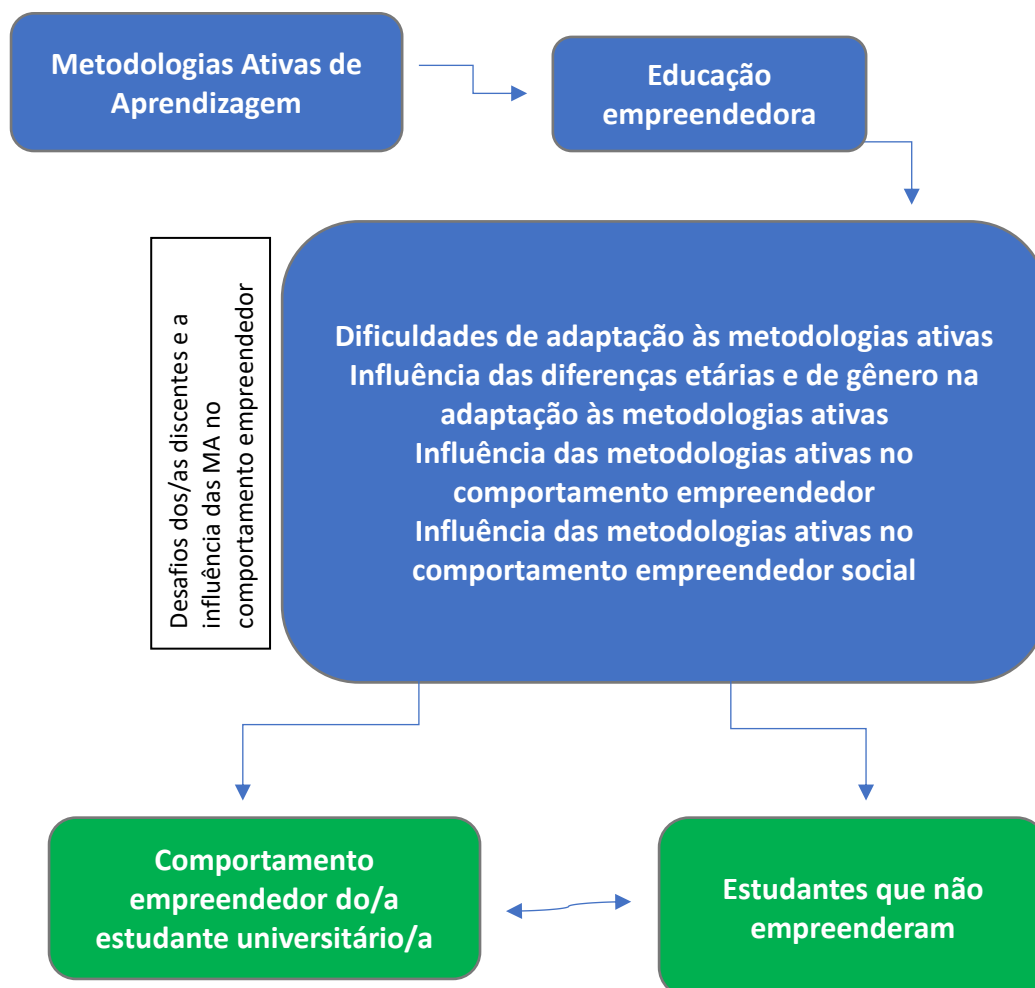 Metodologias Ativas de
Aprendizagem
Educação
empreendedora
Desafios dos/as discentes e a
influência das MA no
comportamento empreendedor
Dificuldades de adaptação às metodologias ativas
Influência das diferenças etárias e de gênero na
adaptação às metodologias ativas
Influência das metodologias ativas no
comportamento empreendedor
Influência das metodologias ativas no
comportamento empreendedor social
Comportamento
empreendedor do/a
estudante universitário/a
Estudantes que não
empreenderam